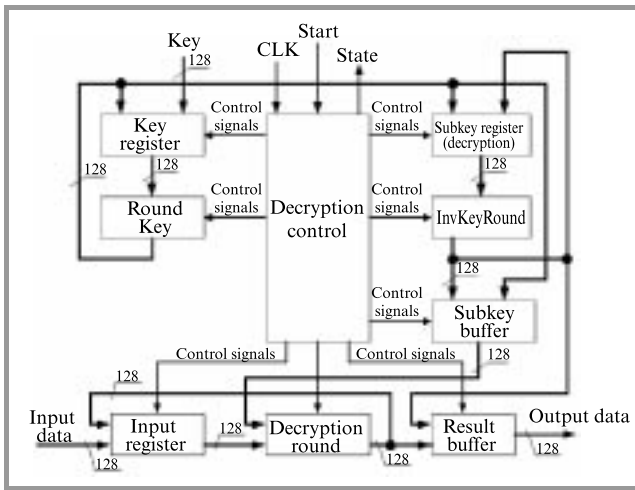 Key
128
CLK
Start
State
Key
register
Control
signals
Control
signals
Subkey register
(decryption)
128
128
128
Round
Key
Control
signals
Decryption
control
Control
signals
InvKeyRound
128
Control
signals
Subkey
buffer
Control signals
Control signals
128
128
Input
data
128
Input
register
128
Decryption
round
128
Result
buffer
Output data
128